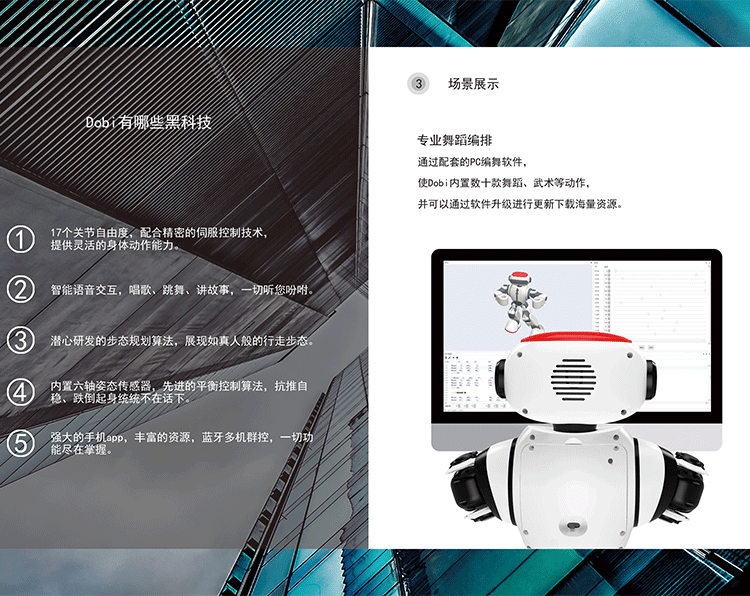 Dobi有哪些黑科技
1
17个关节自由度，配合精密的伺服控制技术，
提供灵活的身体动作能力。
2
智能语音交互，唱歌、跳舞、讲故事，一切听您吩咐。
3
潜心研发的步态规划算法，展现如真人般的行走步态。
4
内置六轴姿态传感器，先进的平衡控制算法，抗推自
稳、跌倒起身统统不在话下。
5
强大的手机app，丰富的资源，蓝牙多机群控，一切功
能尽在掌握。
3 场景展示
专业舞蹈编排
通过配套的PC编舞软件，
使Dobi内置数十款舞蹈、武术等动作，
并可以通过软件升级进行更新下载海量资源。